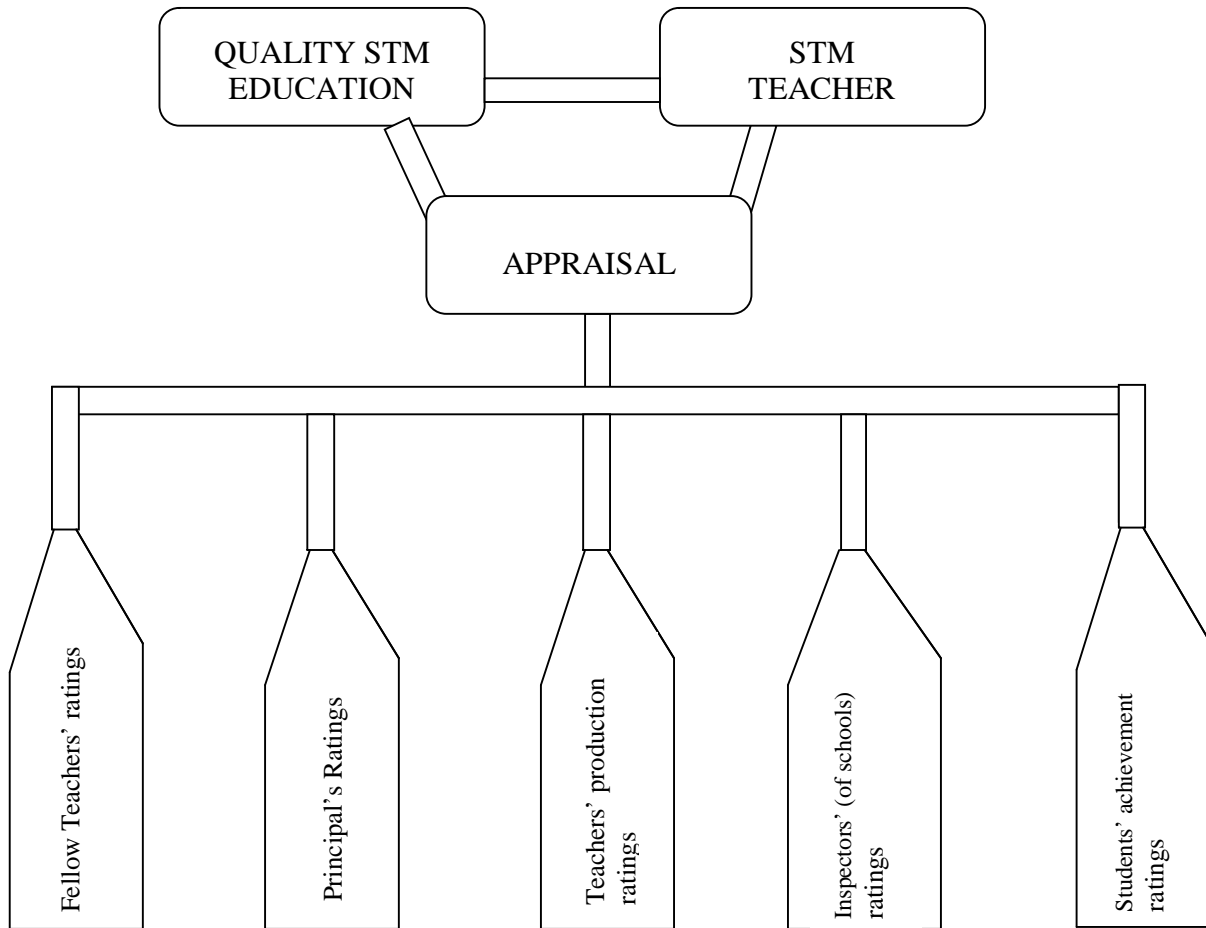 QUALITY STM
EDUCATION
STM
TEACHER
APPRAISAL
Fellow Teachers’ ratings
Principal’s Ratings
Teachers’ production
ratings
Inspectors’ (of schools)
ratings
Students’ achievement
ratings